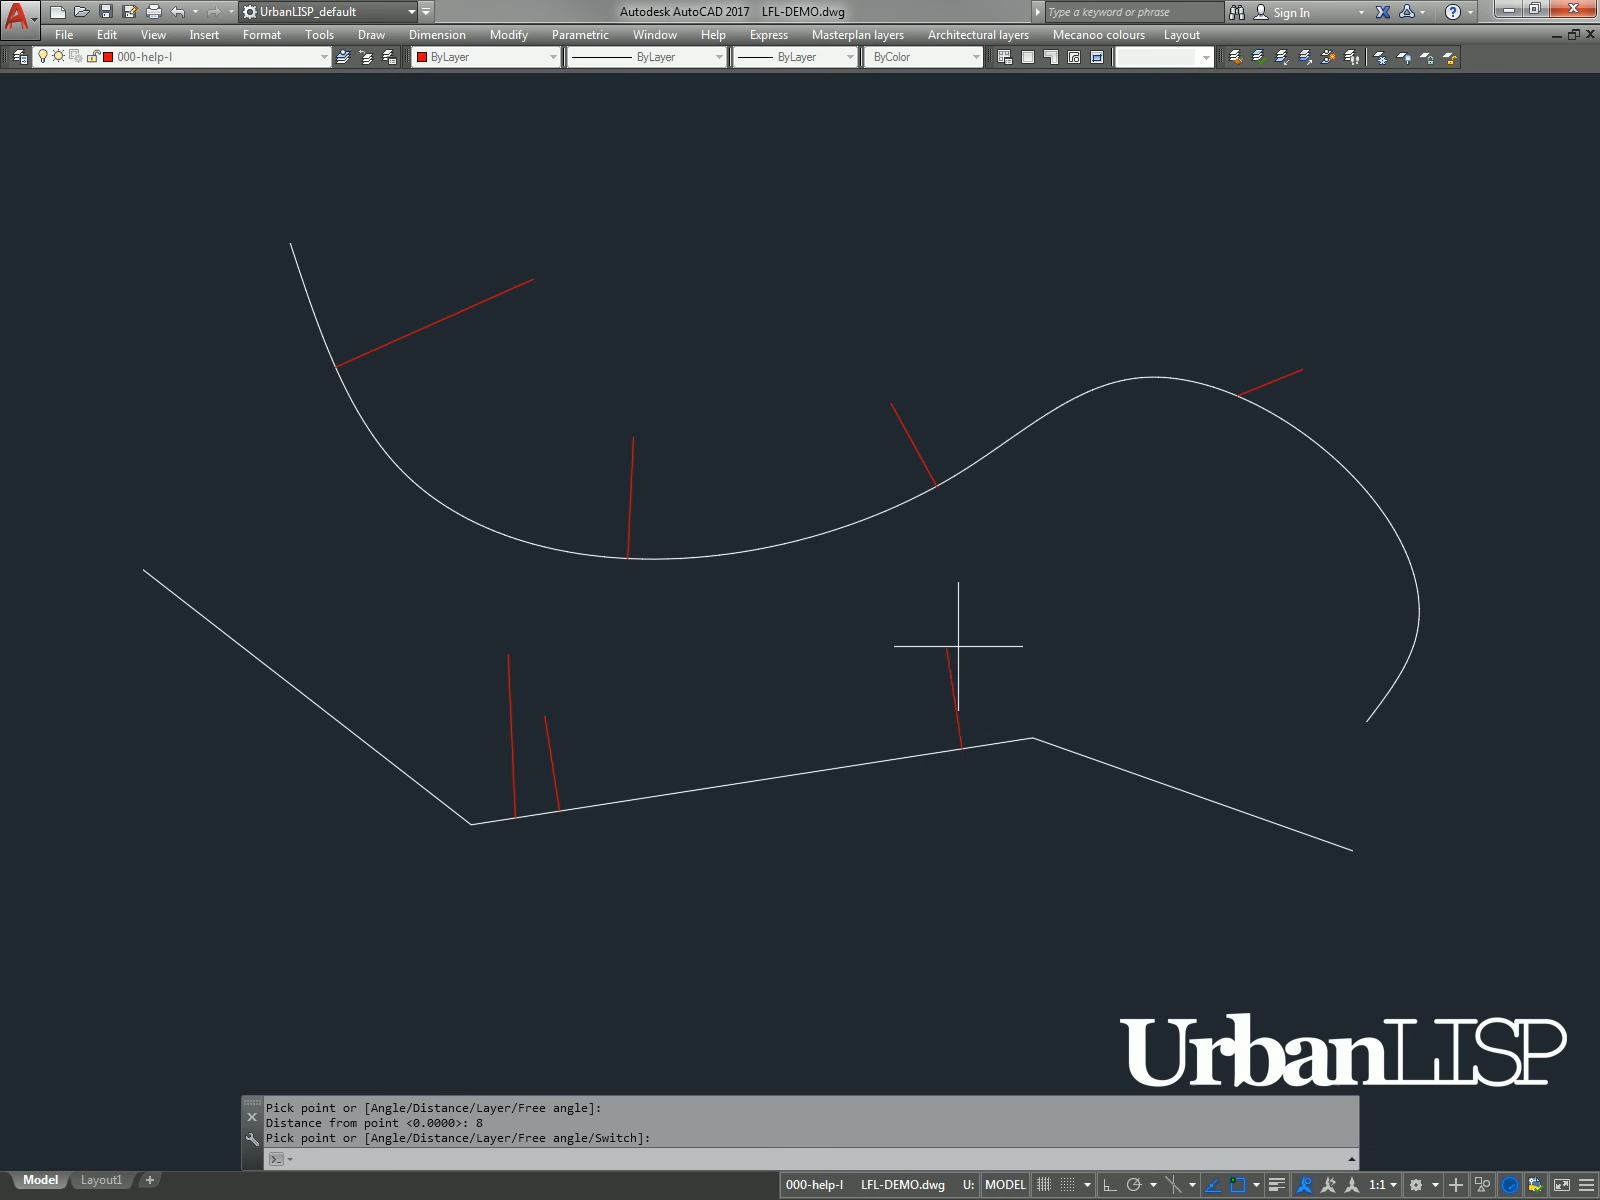 UrbanLISP_default
Autodesk AutoCAD 2017 LFL-DEMO.dwg
Type a keyword or phrase
Sign In
File Edit View Insert Format Tools Draw Dimension Modify Parametric Window Help Express Masterplan layers Architectural layers Mecanoo colours Layout
000-help-l
ByLayer
ByLayer
ByLayer
ByColor
UrbanLISP
Pick point or [Angle/Distance/Layer/Free angle]:
Distance from point <0.0000>: 8
Pick point or [Angle/Distance/Layer/Free angle/Switch]:
Model Layout1 +
000-help-l LFL-DEMO.dwg U: MODEL 1:1